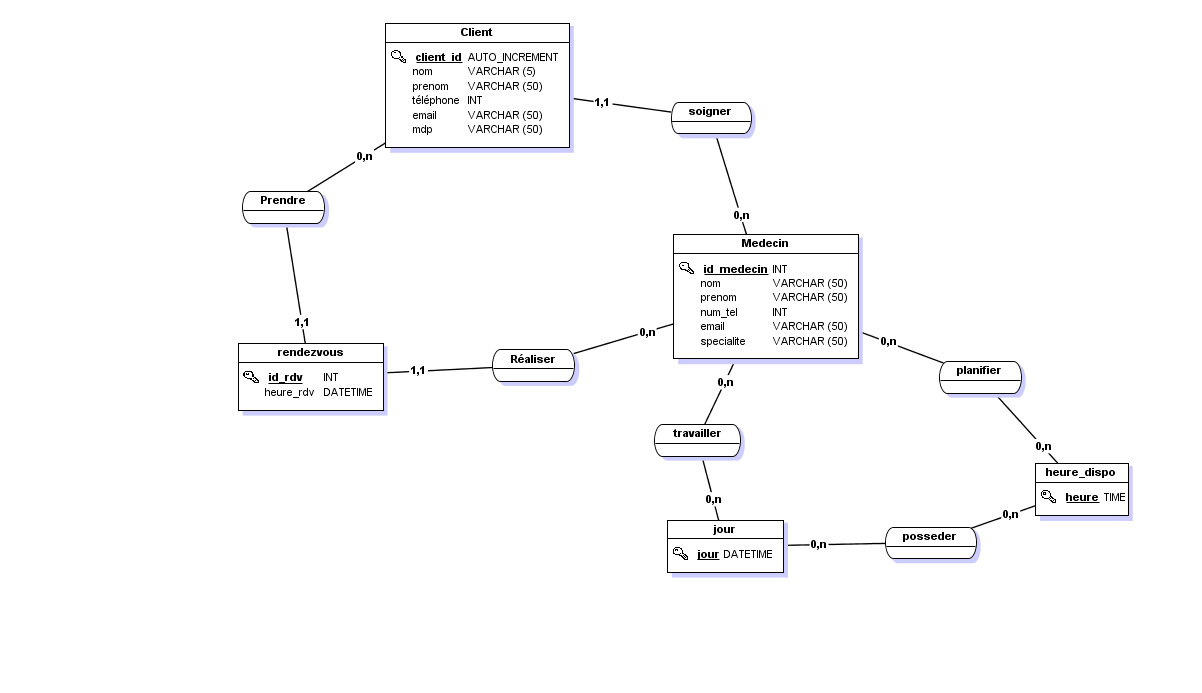 Client
client_id AUTO_INCREMENT
nom VARCHAR (5)
prenom VARCHAR (50)
téléphone INT
email VARCHAR (50)
mdp VARCHAR (50)
1,1
soigner
0,n
Prendre
0,n
Medecin
id_medecin INT
nom VARCHAR (50)
prenom VARCHAR (50)
num_tel INT
email VARCHAR (50)
specialite VARCHAR (50)
1,1
rendezvous
id_rdv INT
heure_rdv DATETIME
1,1
Réaliser
0,n
0,n
planifier
0,n
travailler
0,n
heure_dispo
heure TIME
0,n
jour
jour DATETIME
0,n
posseder
0,n